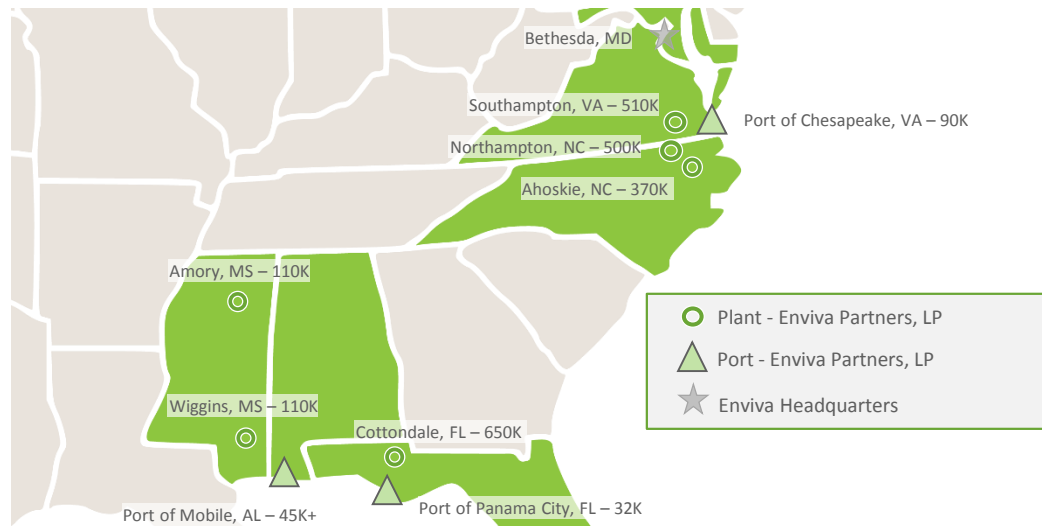 Bethesda, MD
Southampton, VA – 510K
Port of Chesapeake, VA – 90K
Northampton, NC – 500K
Ahoskie, NC – 370K
Amory, MS – 110K
Plant - Enviva Partners, LP
Port - Enviva Partners, LP
Enviva Headquarters
Wiggins, MS – 110K
Cottondale, FL – 650K
Port of Mobile, AL – 45K+
Port of Panama City, FL – 32K